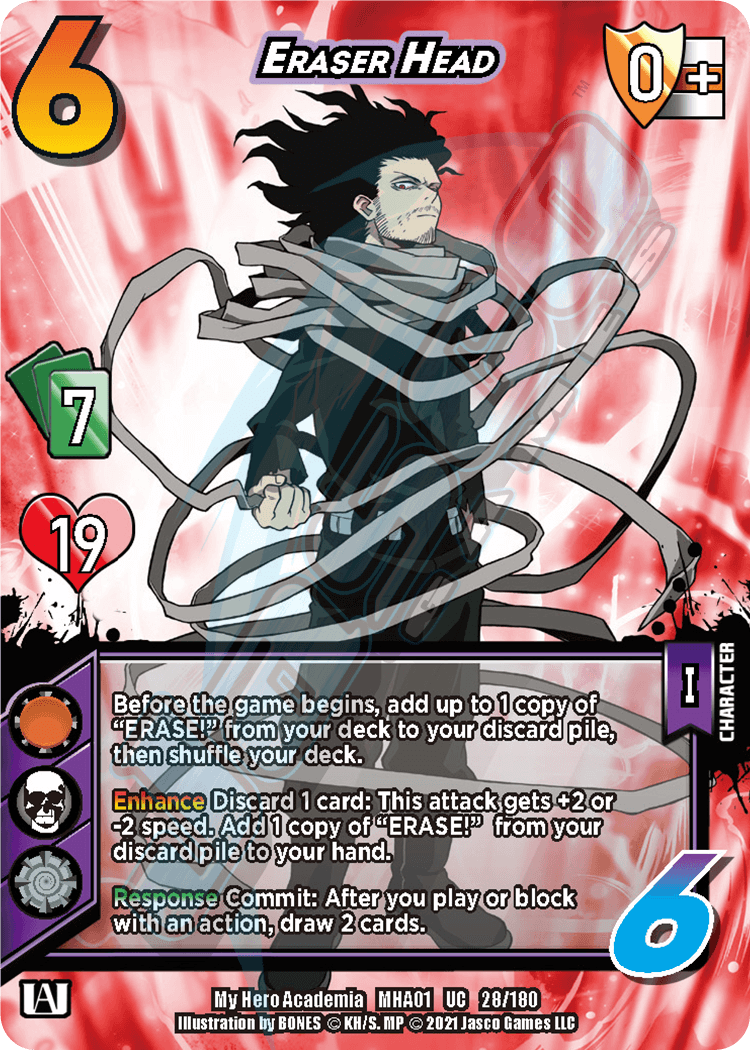 6
ERASER HEAD
0 +
TM
7
19
I
CHARACTER
Before the game begins, add up to 1 copy of
“ERASE!” from your deck to your discard pile,
then shuffle your deck.
Enhance Discard 1 card: This attack gets +2 or
-2 speed. Add 1 copy of “ERASE!” from your
discard pile to your hand.
Response Commit: After you play or block
with an action, draw 2 cards.
6
UA
My Hero Academia MHA01 UC 28/180
Illustration by BONES © KH/S. MP © 2021 Jasco Games LLC